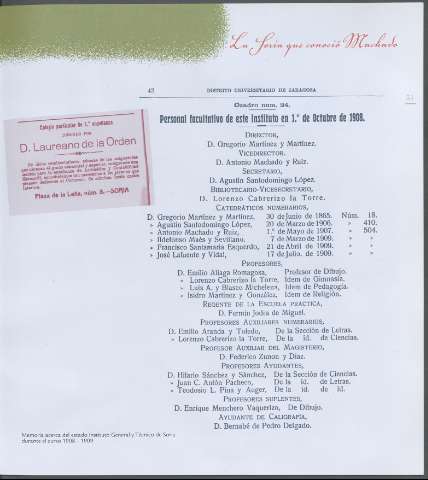 La Soria que conoció Machado
42 DISTRITO UNIVERSITARIO DE ZARAGOZA
Cuadro núm. 24.
Personal facultativo de este Instituto en 1.º de Octubre de 1909.
DIRECTOR,
D. Gregorio Martínez y Martínez.
VICEDIRECTOR,
D. Antonio Machado y Ruiz.
SECRETARIO,
D. Agustín Santodomingo López.
BIBLIOTECARIO-VICESECRETARIO,
D. Lorenzo Cabrerizo la Torre.
CATEDRÁTICOS NUMERARIOS,
D. Gregorio Martínez y Martínez, 30 de Junio de 1885. Núm. 18.
» Agustín Santodomingo López, 20 de Marzo de 1906. » 410.
» Antonio Machado y Ruiz, 1.º de Mayo de 1907. » 504.
» Ildefonso Maés y Sevillano, 7 de Marzo de 1909. » »
» Francisco Santamaría Esquerdo, 21 de Abril de 1909. » »
» José Lafuente y Vidal, 17 de Julio. de 1909. » »
PROFESORES,
D. Emilio Aliaga Romagosa, Profesor de Dibujo.
» Lorenzo Cabrerizo la Torre, Idem de Gimnasia.
» Luis A. y Blasco Michelena, Idem de Pedagogía.
» Isidro Martínez y González, Idem de Religión.
REGENTE DE LA ESCUELA PRÁCTICA,
D. Fermín Jodra de Miguel.
PROFESORES AUXILIARES NUMERARIOS,
D. Emilio Aranda y Toledo, De la Sección de Letras.
» Lorenzo Cabrerizo la Torre, De la id. de Ciencias.
PROFESOR AUXILIAR DEL MAGISTERIO,
D. Federico Zunón y Díaz.
PROFESORES AYUDANTES,
D. Hilario Sánchez y Sánchez, De la Sección de Ciencias.
» Juan C. Antón Pacheco, De la id. de Letras.
» Teodosio L. Pina y Auger, De la id. de Id.
PROFESORES SUPLENTES,
D. Enrique Menchero Vaquerizo, De Dibujo.
AYUDANTE DE CALIGRAFÍA,
D. Bernabé de Pedro Delgado.
Colegio particular de 1.ª enseñanza
DIRIGIDO POR
D. Laureano de la Orden
Plaza de la Leña, núm. 8.—SORIA
Memoria acerca del estado Instituto General y Técnico de Soria
durante el curso 1908 - 1909